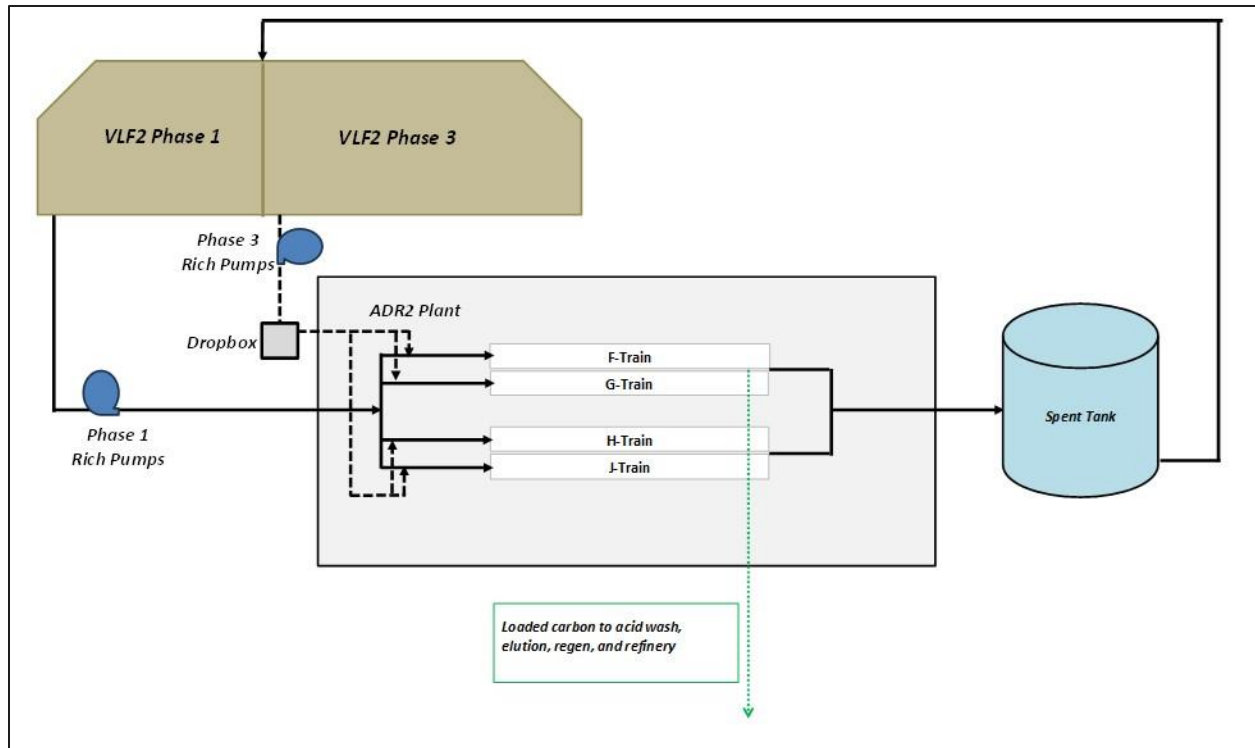 VLF2 Phase 1
VLF2 Phase 3
Phase 3
Rich Pumps
Dropbox
ADR2 Plant
F-Train
G-Train
H-Train
J-Train
Phase 1
Rich Pumps
Spent Tank
Loaded carbon to acid wash,
elution, regen, and refinery